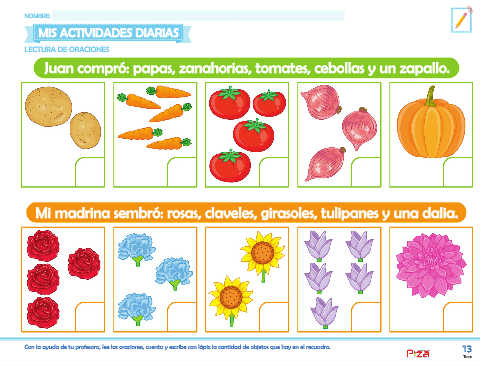 NOMBRE:
MIS ACTIVIDADES DIARIAS
LECTURA DE ORACIONES
Juan compró: papas, zanahorias, tomates, cebollas y un zapallo.
Mi madrina sembró: rosas, claveles, girasoles, tulipanes y una dalia.
Con la ayuda de tu profesora, lee las oraciones, cuenta y escribe con lápiz la cantidad de objetos que hay en el recuadro.
Pizá
13